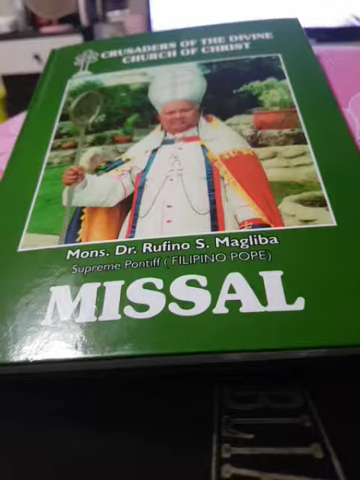 CRUSADERS OF THE DIVINE
CHURCH OF CHRIST
Mons. Dr. Rufino S. Magliba
Supreme Pontiff ( FILIPINO POPE)
MISSAL